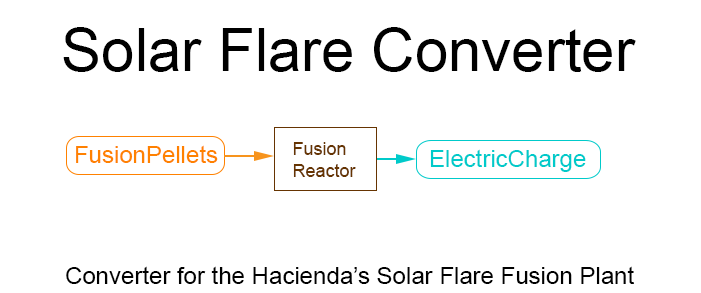 Solar Flare Converter
FusionPellets
Fusion
Reactor
ElectricCharge
Converter for the Hacienda’s Solar Flare Fusion Plant